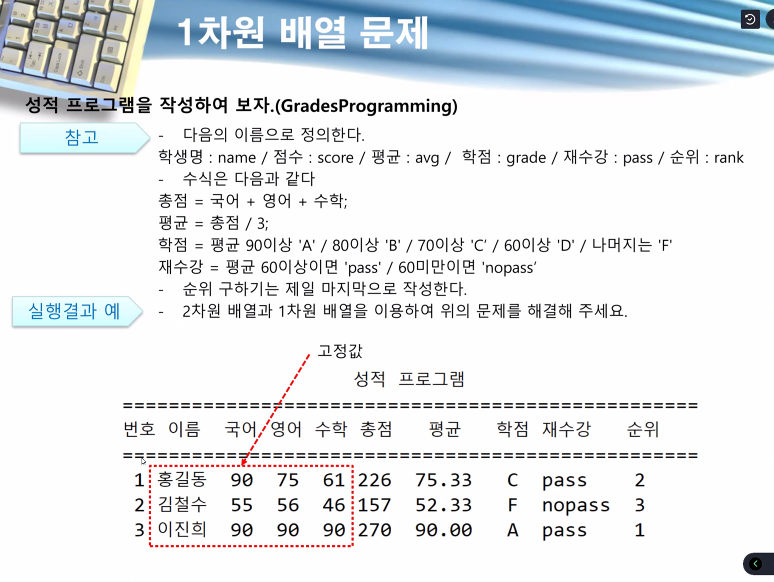 1차원 배열 문제
성적 프로그램을 작성하여 보자.(GradesProgramming)
참고
- 다음의 이름으로 정의한다.
학생명 : name / 점수 : score / 평균 : avg / 학점 : grade / 재수강 : pass / 순위 : rank
- 수식은 다음과 같다
총점 = 국어 + 영어 + 수학;
평균 = 총점 / 3;
학점 = 평균 90이상 'A' / 80이상 'B' / 70이상 'C' / 60이상 'D' / 나머지는 'F'
재수강 = 평균 60이상이면 'pass' / 60미만이면 'nopass'
- 순위 구하기는 제일 마지막으로 작성한다.
실행결과 예
- 2차원 배열과 1차원 배열을 이용하여 위의 문제를 해결해 주세요.
고정값
성적 프로그램
==================================================
번호 이름 국어 영어 수학 총점 평균 학점 재수강 순위
==================================================
1 홍길동 90 75 61 226 75.33 C pass 2
2 김철수 55 56 46 157 52.33 F nopass 3
3 이진희 90 90 90 270 90.00 A pass 1